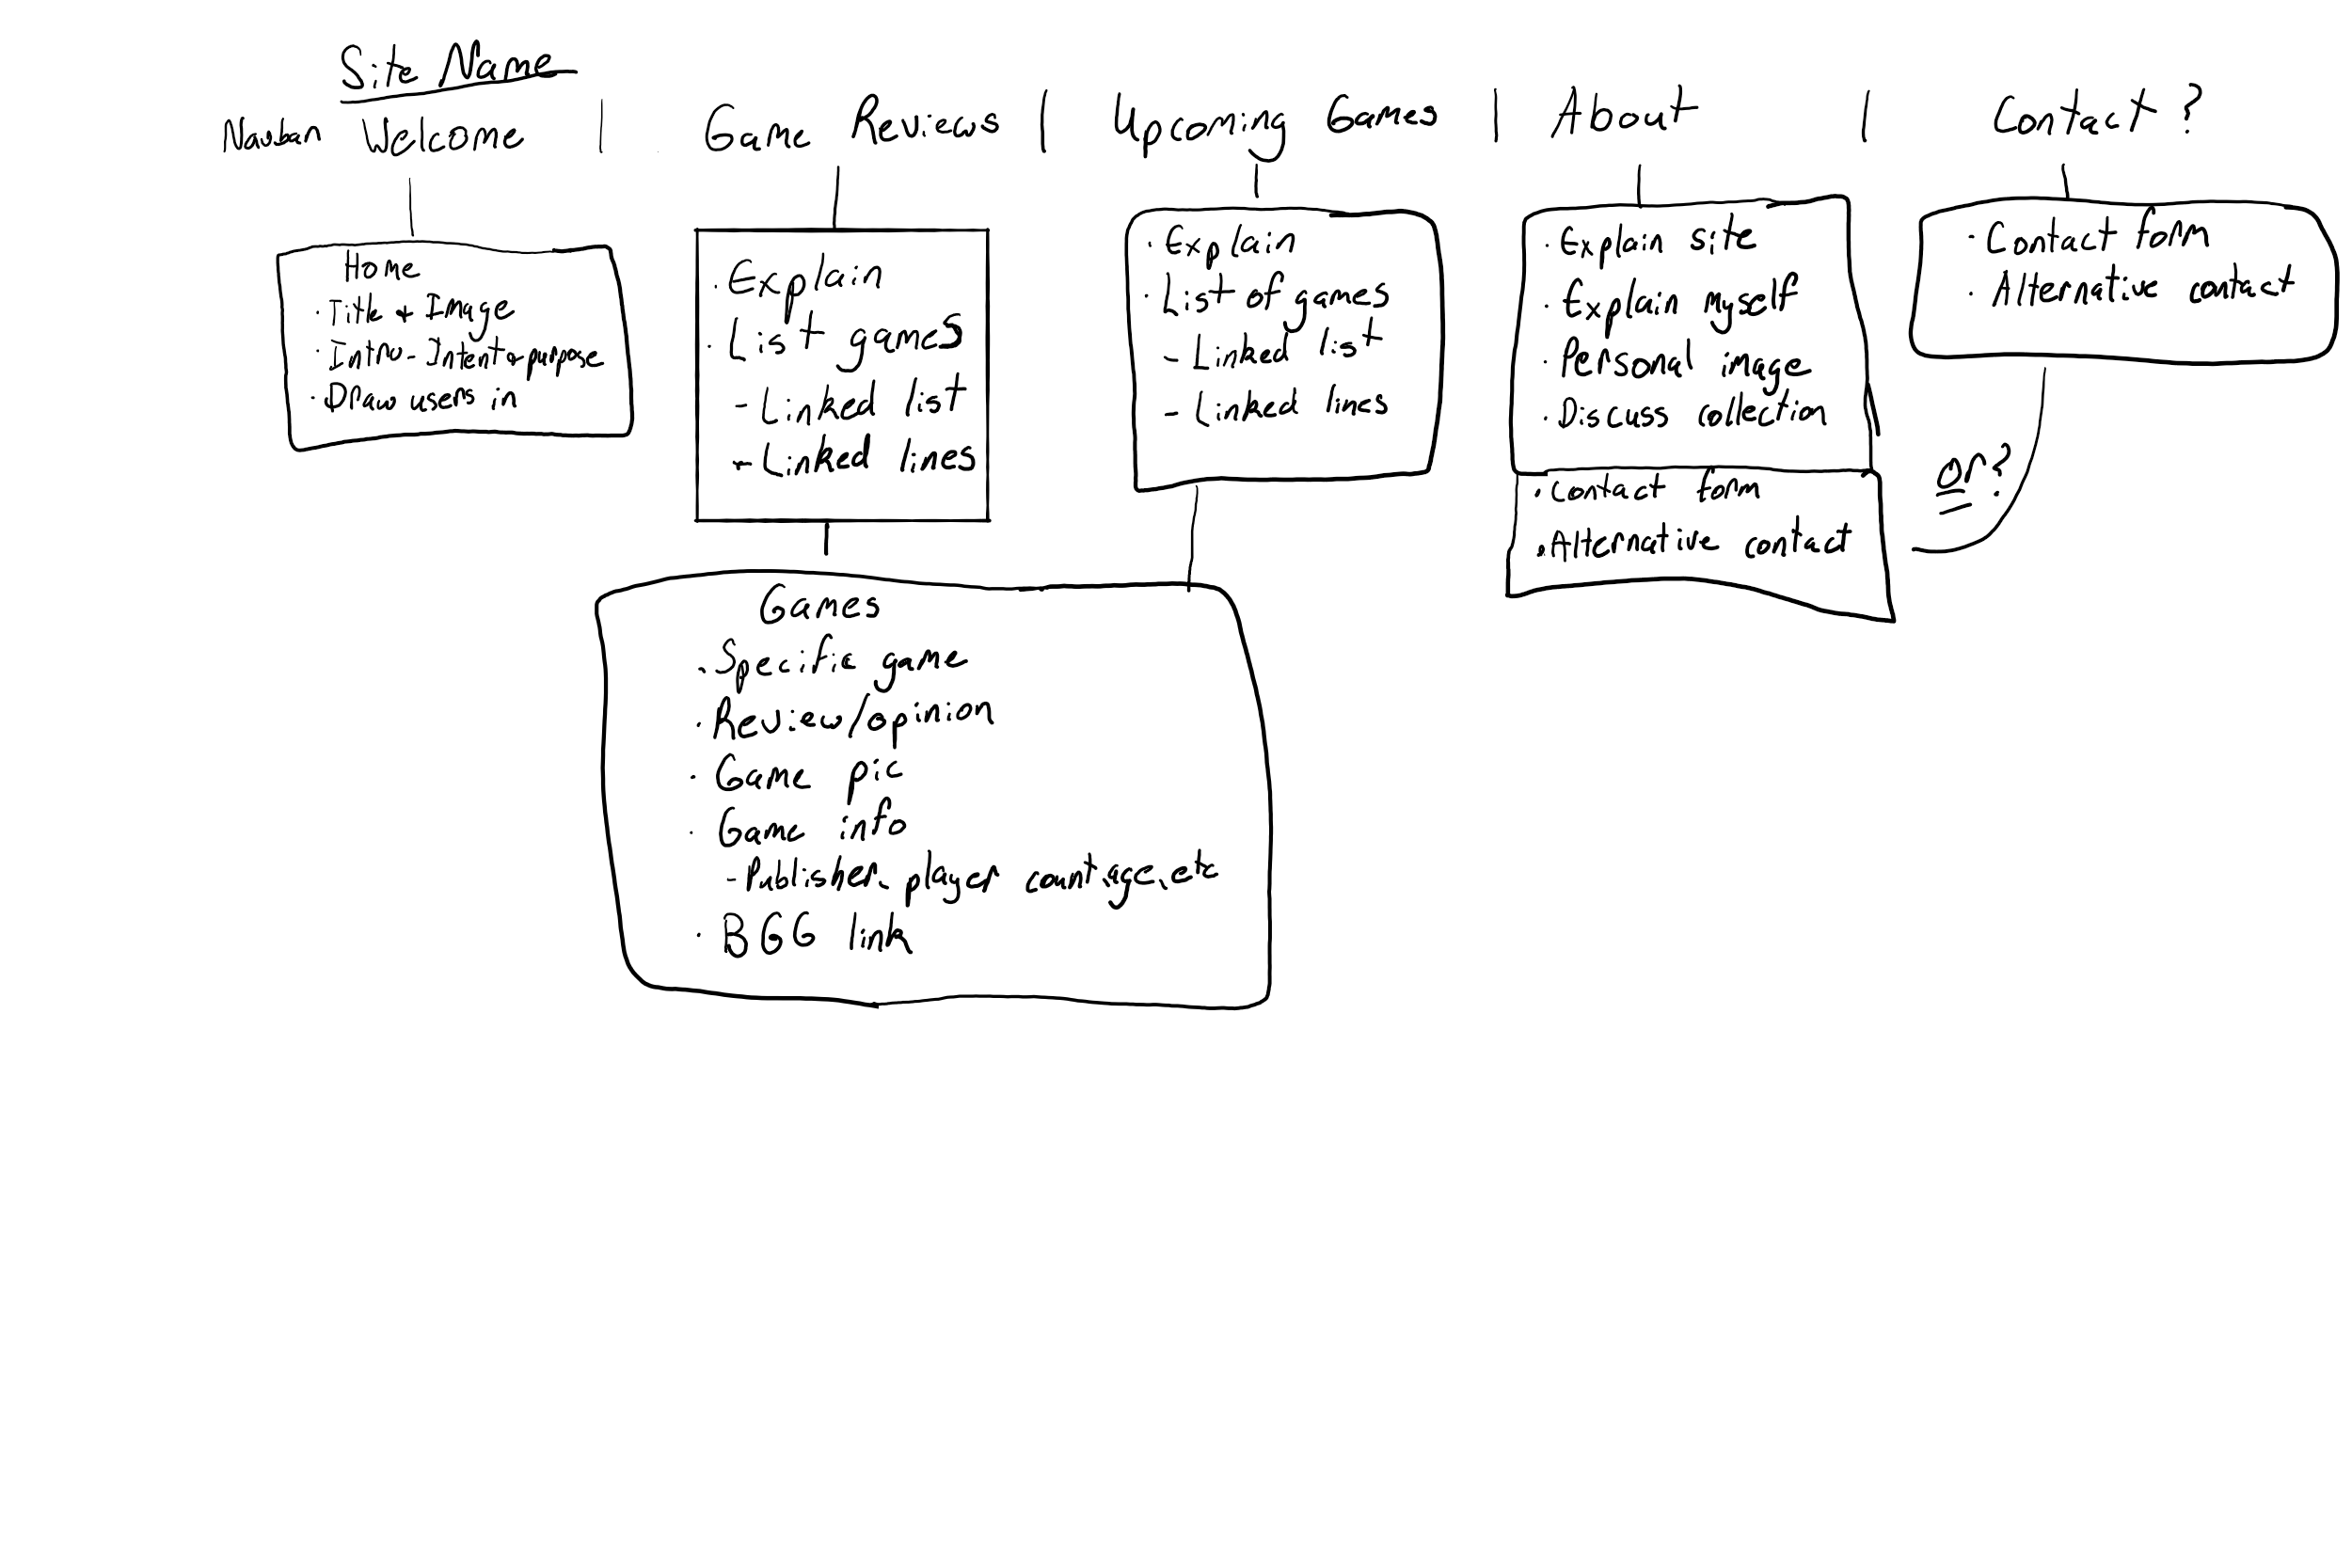 Site Name
Navbar Welcome | Game Reviews | Upcoming Games | About | Contact ?
Home
· Title & Image
· Intro - Intent & purpose
· Draw users in
· Explain
· List games
- Linked list
- Linked lines
· Explain
· List of games
- Linked list
- Linked lines
· Explain site
· Explain myself
· Personal image
· Discuss collection
· Contact form
· Alternative contact
· Contact form
· Alternative contact
or?
Games
· Specific game
· Review/opinion
· Game pic
· Game info
- Publisher, player count, age, etc
· BGG link